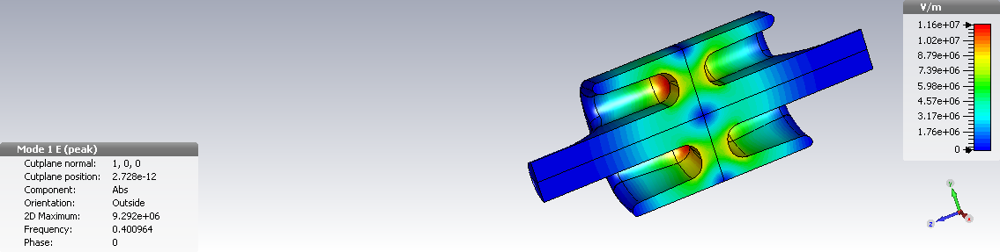 V/m
1.16e+07
1.02e+07
8.79e+06
7.39e+06
5.98e+06
4.57e+06
3.17e+06
1.76e+06
0
Mode 1 E (peak)
Cutplane normal: 1, 0, 0
Cutplane position: 2.728e-12
Component: Abs
Orientation: Outside
2D Maximum: 9.292e+06
Frequency: 0.400964
Phase: 0
y
z
x